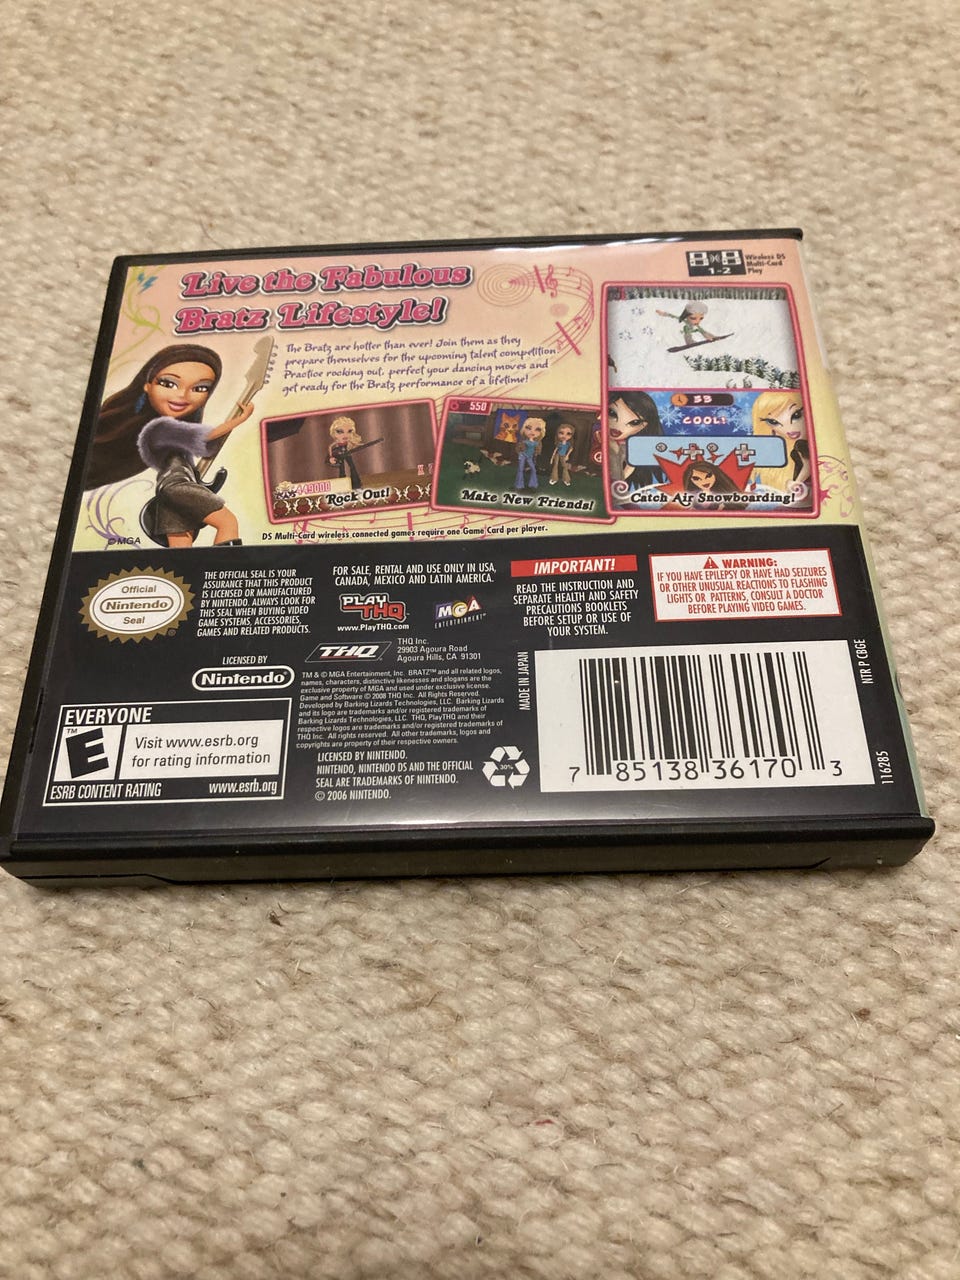 Live the Fabulous
Bratz Lifestyle!
1-2
Wireless DS
Multi-Card
Play
The Bratz are hotter than ever! Join them as they
prepare themselves for the upcoming talent competition.
Practice rocking out, perfect your dancing moves and
get ready for the Bratz performance of a lifetime!
449000
Rock Out!
550
Make New Friends!
33
COOL!
Catch Air Snowboarding!
©MGA
DS Multi-Card wireless connected games require one Game Card per player.
Official
Nintendo
Seal
®
THE OFFICIAL SEAL IS YOUR
ASSURANCE THAT THIS PRODUCT
IS LICENSED OR MANUFACTURED
BY NINTENDO. ALWAYS LOOK FOR
THIS SEAL WHEN BUYING VIDEO
GAME SYSTEMS, ACCESSORIES,
GAMES AND RELATED PRODUCTS.
FOR SALE, RENTAL AND USE ONLY IN USA,
CANADA, MEXICO AND LATIN AMERICA.
PLAY
THQ
www.PlayTHQ.com
MGA
ENTERTAINMENT
IMPORTANT!
READ THE INSTRUCTION AND
SEPARATE HEALTH AND SAFETY
PRECAUTIONS BOOKLETS
BEFORE SETUP OR USE OF
YOUR SYSTEM.
WARNING:
IF YOU HAVE EPILEPSY OR HAVE HAD SEIZURES
OR OTHER UNUSUAL REACTIONS TO FLASHING
LIGHTS OR PATTERNS, CONSULT A DOCTOR
BEFORE PLAYING VIDEO GAMES.
LICENSED BY
Nintendo®
THQ
THQ Inc.
29903 Agoura Road
Agoura Hills, CA 91301
TM & © MGA Entertainment, Inc. BRATZ™ and all related logos,
names, characters, distinctive likenesses and slogans are the
exclusive property of MGA and used under exclusive license.
Game and Software © 2008 THQ Inc. All Rights Reserved.
Developed by Barking Lizards Technologies, LLC. Barking Lizards
and its logo are trademarks and/or registered trademarks of
Barking Lizards Technologies, LLC. THQ, PlayTHQ and their
respective logos are trademarks and/or registered trademarks of
THQ Inc. All rights reserved. All other trademarks, logos and
copyrights are property of their respective owners.
LICENSED BY NINTENDO
NINTENDO, NINTENDO DS AND THE OFFICIAL
SEAL ARE TRADEMARKS OF NINTENDO.
© 2006 NINTENDO.
30%
EVERYONE
E
TM
Visit www.esrb.org
for rating information
ESRB CONTENT RATING www.esrb.org
MADE IN JAPAN
7 85138 36170 3
NTR P CBGE
116285